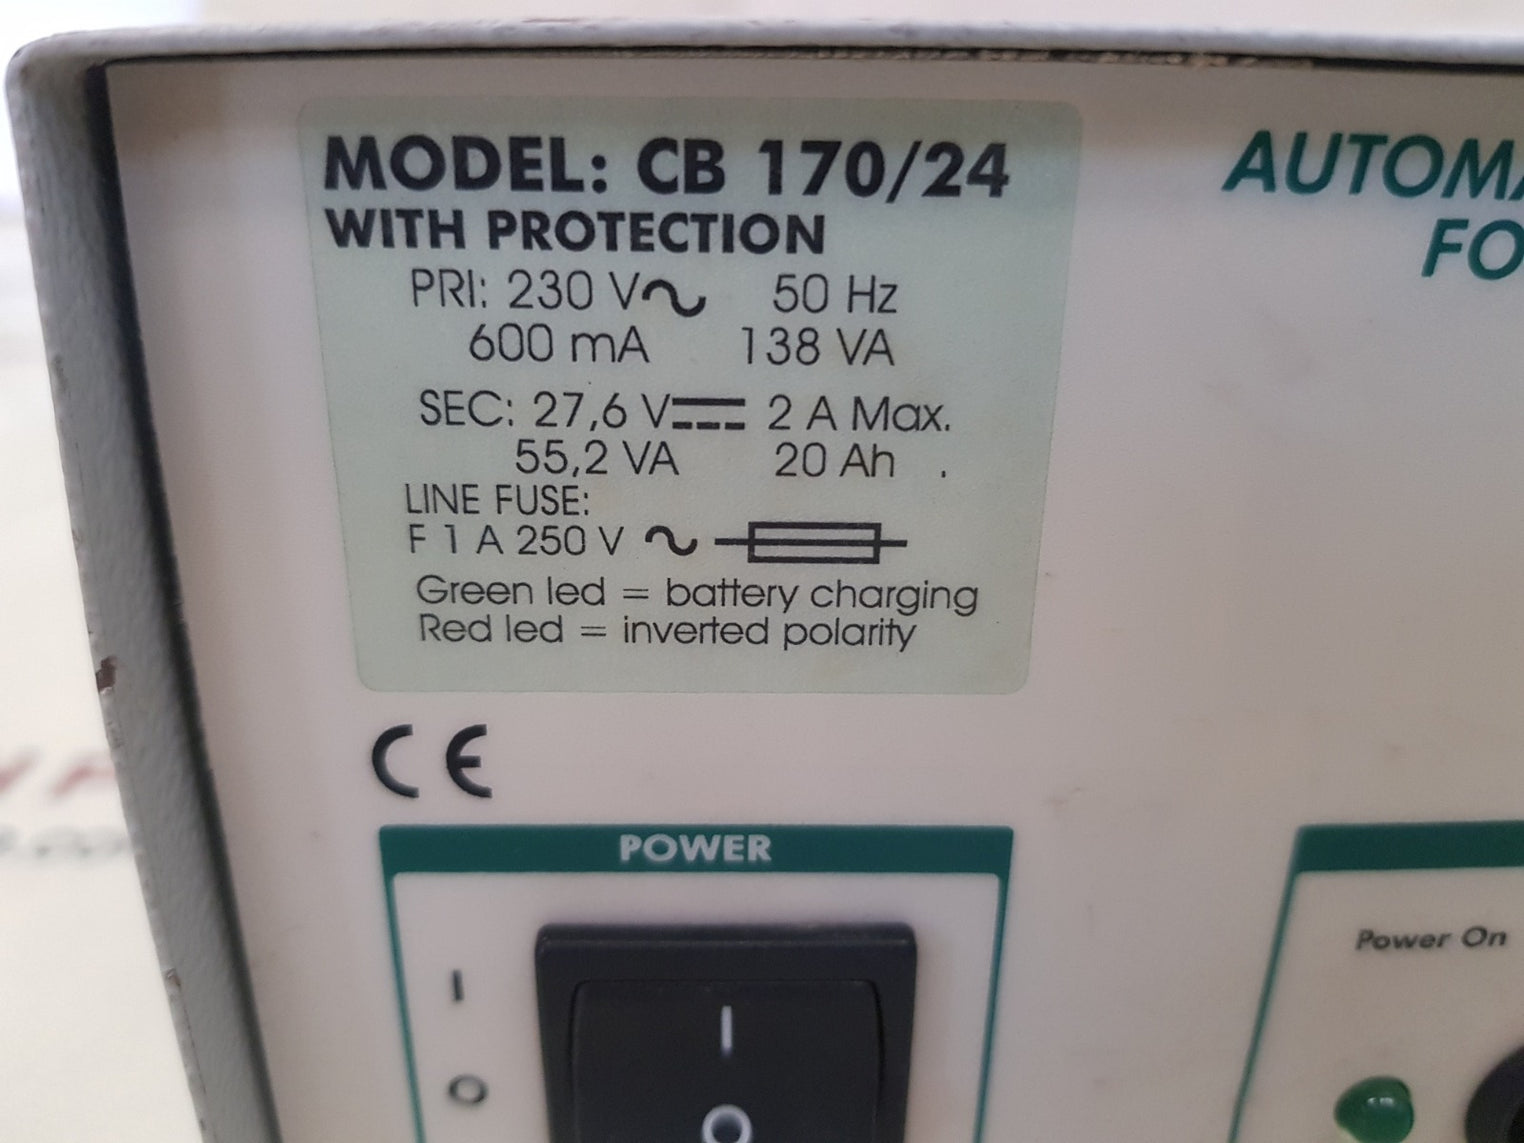 MODEL: CB 170/24
WITH PROTECTION
PRI: 230 V~ 50 Hz
600 mA 138 VA
SEC: 27,6 V⎓ 2 A Max.
55,2 VA 20 Ah .
LINE FUSE:
F 1 A 250 V ~
Green led = battery charging
Red led = inverted polarity
AUTOMA
FO
CE
POWER
I
O
I
O
Power On